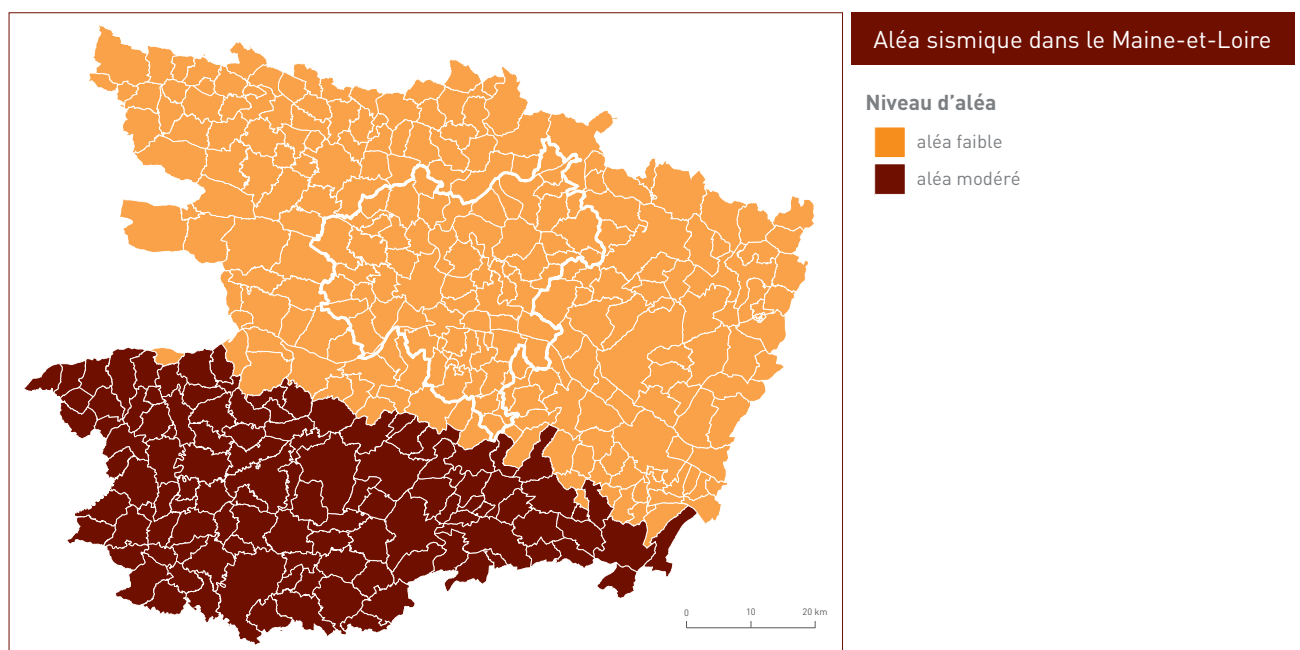 Aléa sismique dans le Maine-et-Loire
Niveau d'aléa
aléa faible
aléa modéré
0 10 20 km